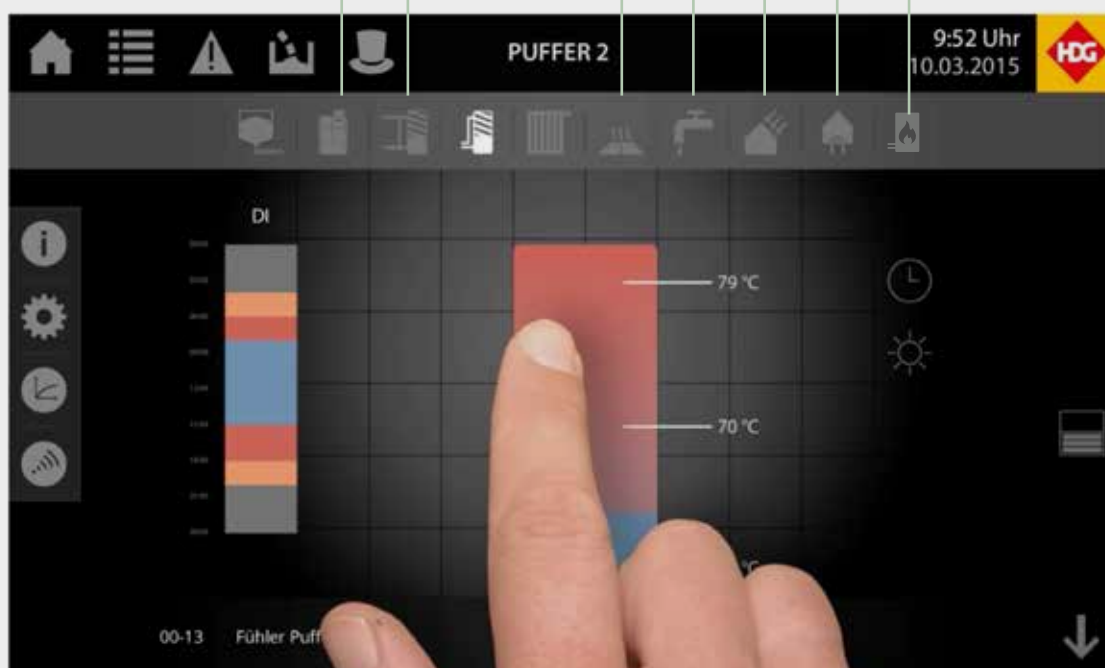 PUFFER 2
9:52 Uhr
10.03.2015
HDG
DI
79 °C
70 °C
°C
00-13 Fühler Puff